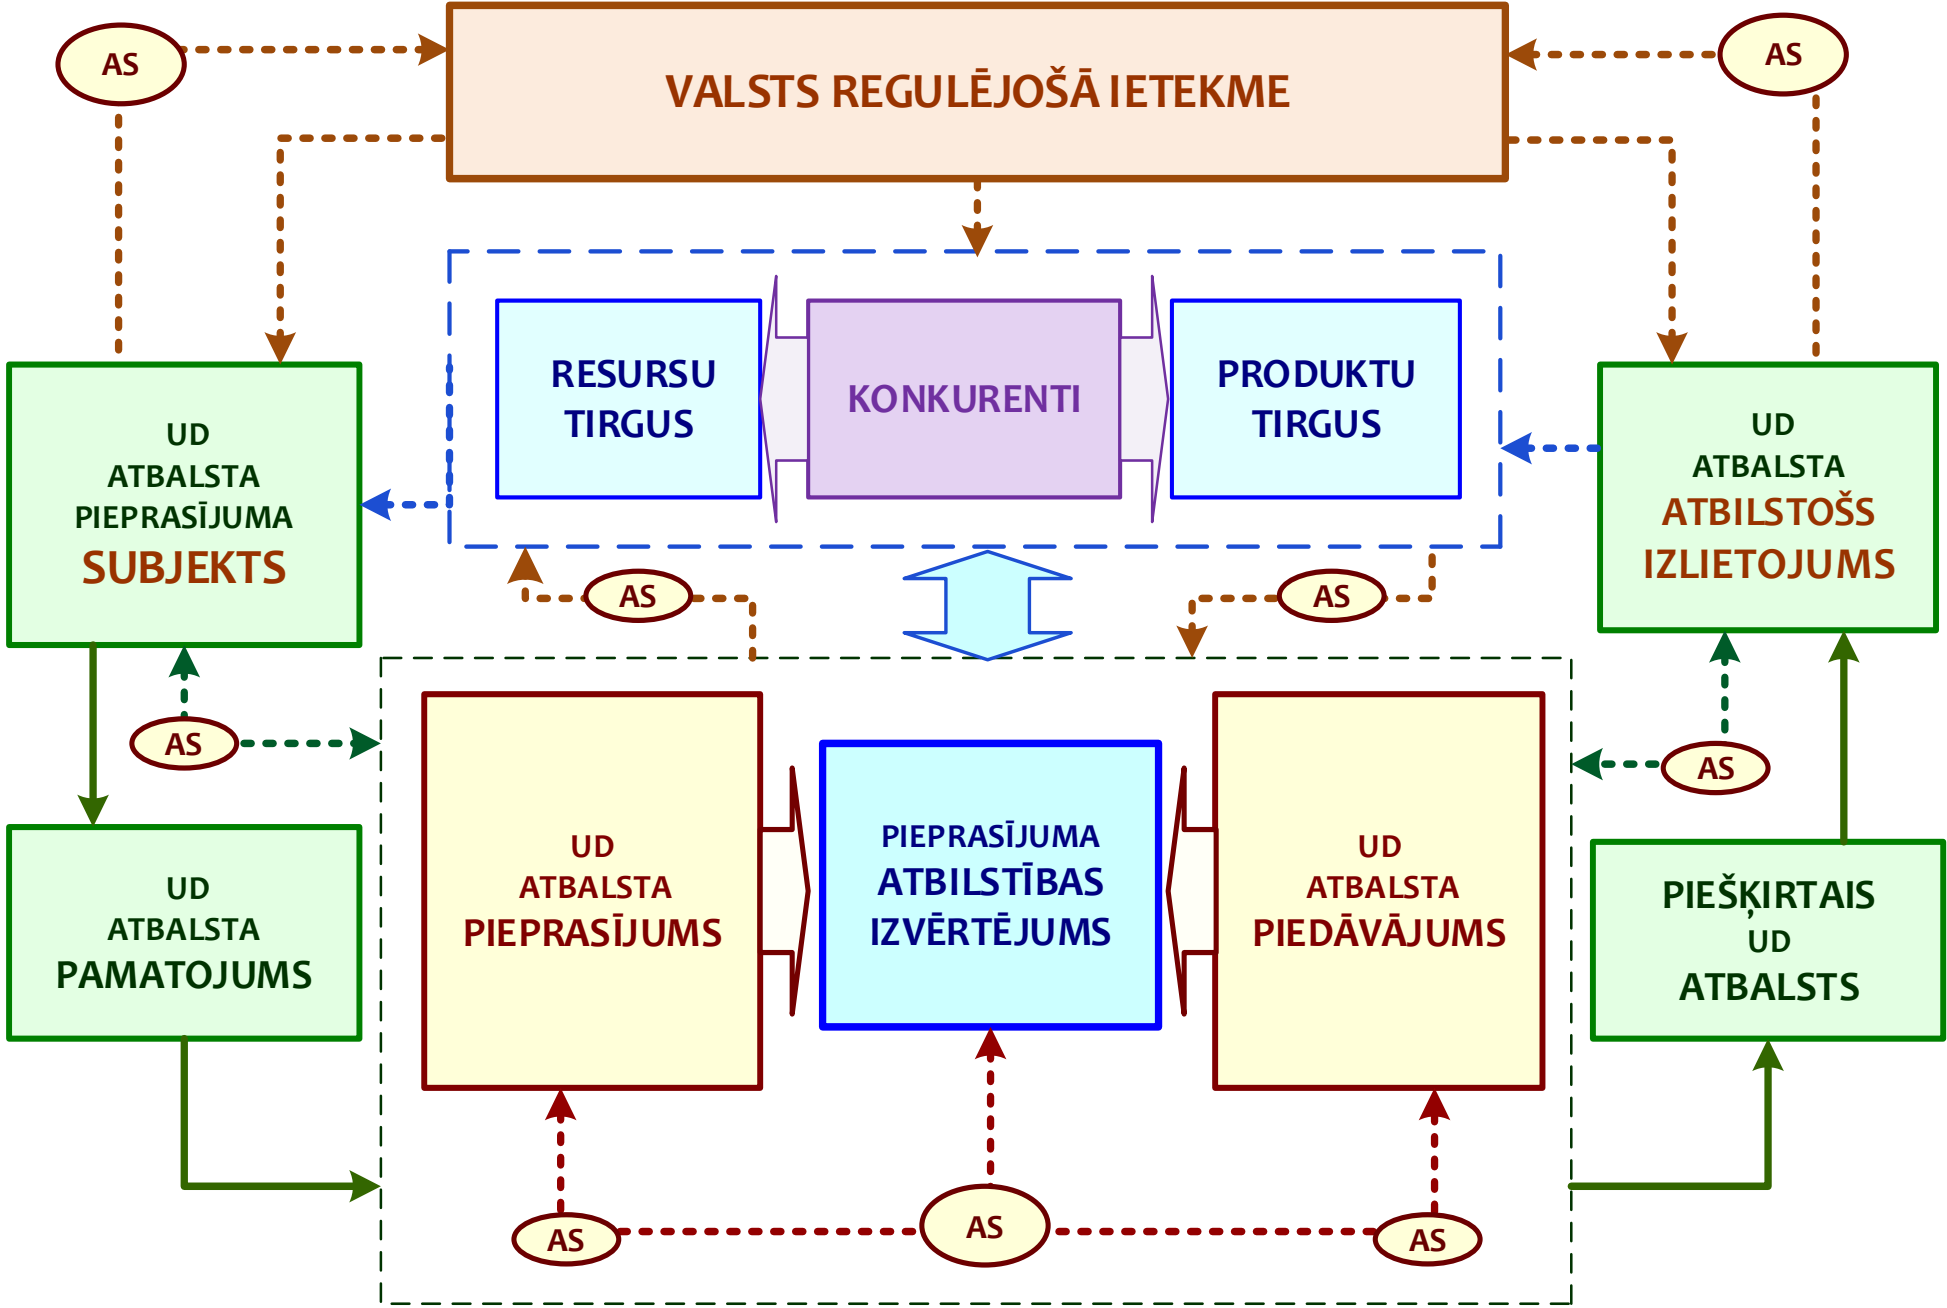 AS
VALSTS REGULĒJOŠĀ IETEKME
AS
RESURSU
TIRGUS
KONKURENTI
PRODUKTU
TIRGUS
UD
ATBALSTA
PIEPRASĪJUMA
SUBJEKTS
UD
ATBALSTA
ATBILSTOŠS
IZLIETOJUMS
AS
AS
AS
AS
UD
ATBALSTA
PAMATOJUMS
UD
ATBALSTA
PIEPRASĪJUMS
PIEPRASĪJUMA
ATBILSTĪBAS
IZVĒRTĒJUMS
UD
ATBALSTA
PIEDĀVĀJUMS
PIEŠĶIRTAIS
UD
ATBALSTS
AS
AS
AS